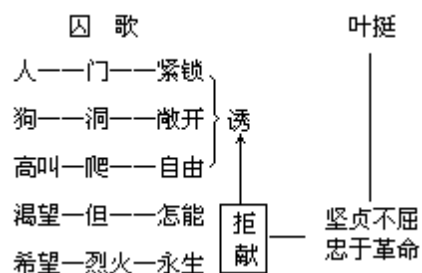 囚 歌 叶挺
人——门——紧锁
狗——洞——敞开 诱
高叫—爬——自由
渴望—但——怎能 拒 坚贞不屈
希望—烈火—永生 献 忠于革命